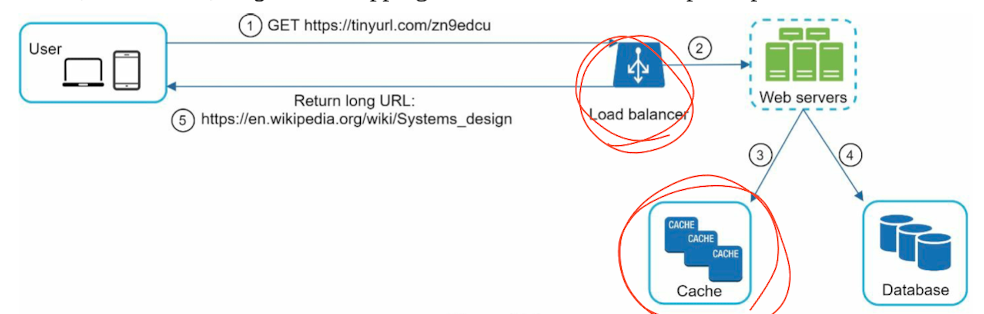 ① GET https://tinyurl.com/zn9edcu
User
②
Load balancer
Web servers
Return long URL:
⑤ https://en.wikipedia.org/wiki/Systems_design
③
④
CACHE
CACHE
CACHE
Cache
Database